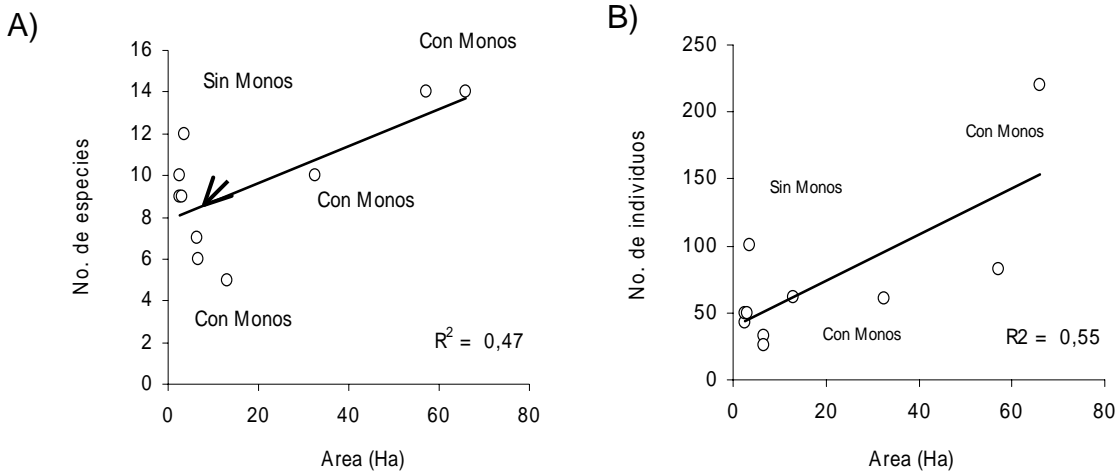 A)
No. de especies
16
14
12
10
8
6
4
2
0
Con Monos
Sin Monos
Con Monos
Con Monos
R² = 0,47
0 20 40 60 80
Area (Ha)
B)
No. de individuos
250
200
150
100
50
0
Con Monos
Sin Monos
Con Monos
R2 = 0,55
0 20 40 60 80
Area (Ha)